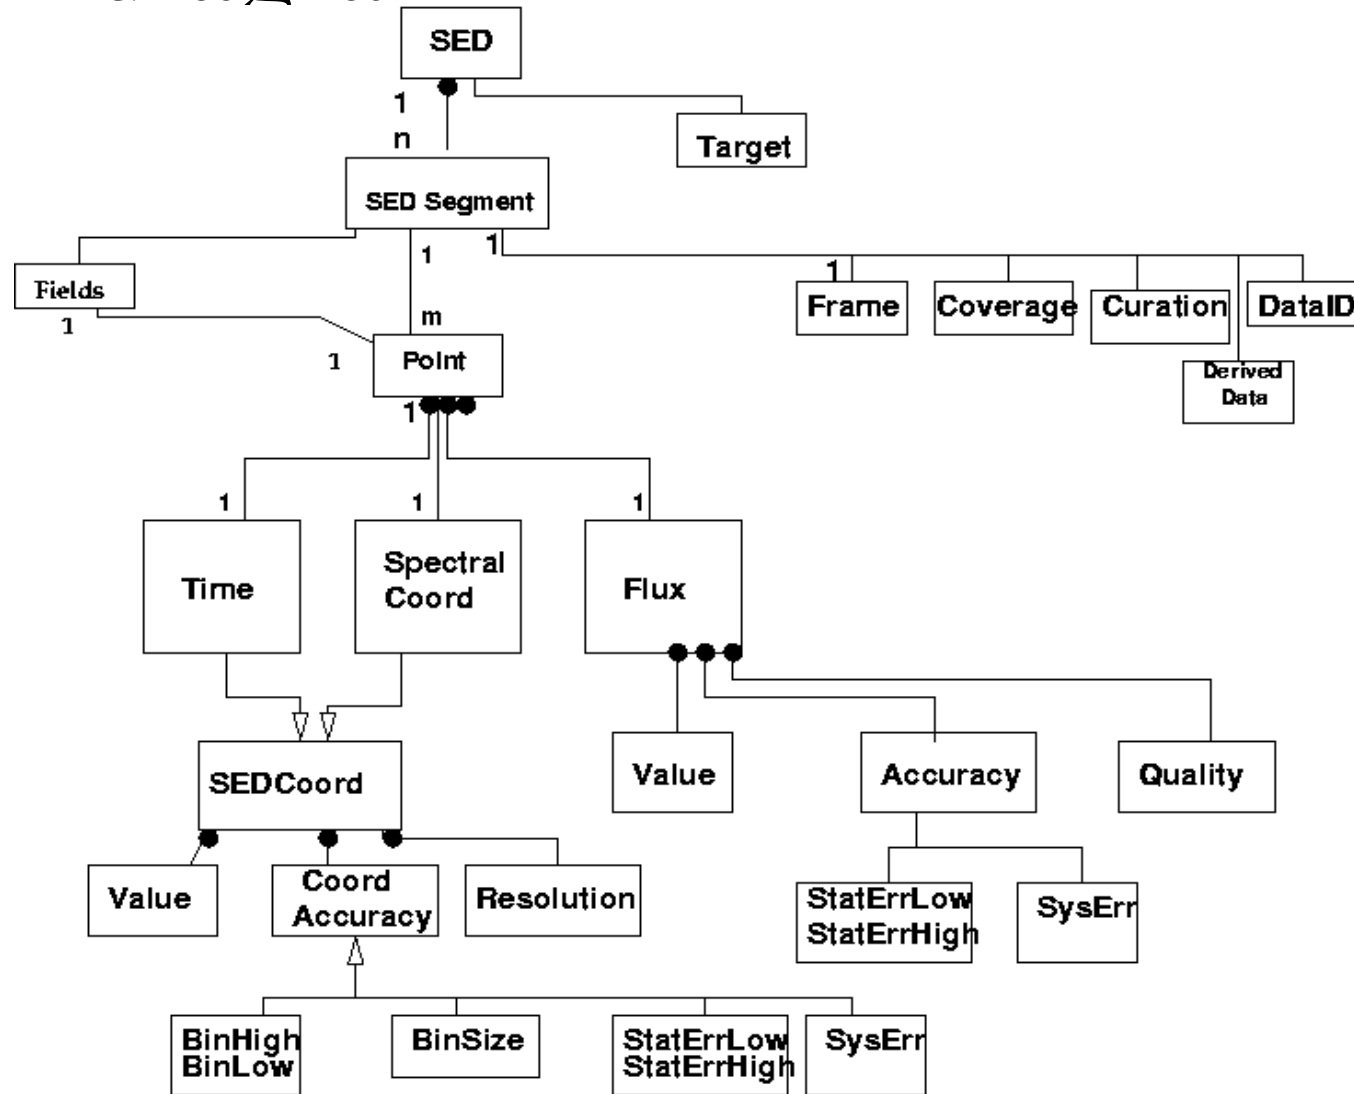 SED
1
n
Target
SED Segment
1
1
Fields
1
1
m
Point
1
1
Frame
Coverage
Curation
DataID
Derived
Data
1
1
1
Time
Spectral
Coord
Flux
SEDCoord
Value
Accuracy
Quality
Value
Coord
Accuracy
Resolution
StatErrLow
StatErrHigh
SysErr
BinHigh
BinLow
BinSize
StatErrLow
StatErrHigh
SysErr